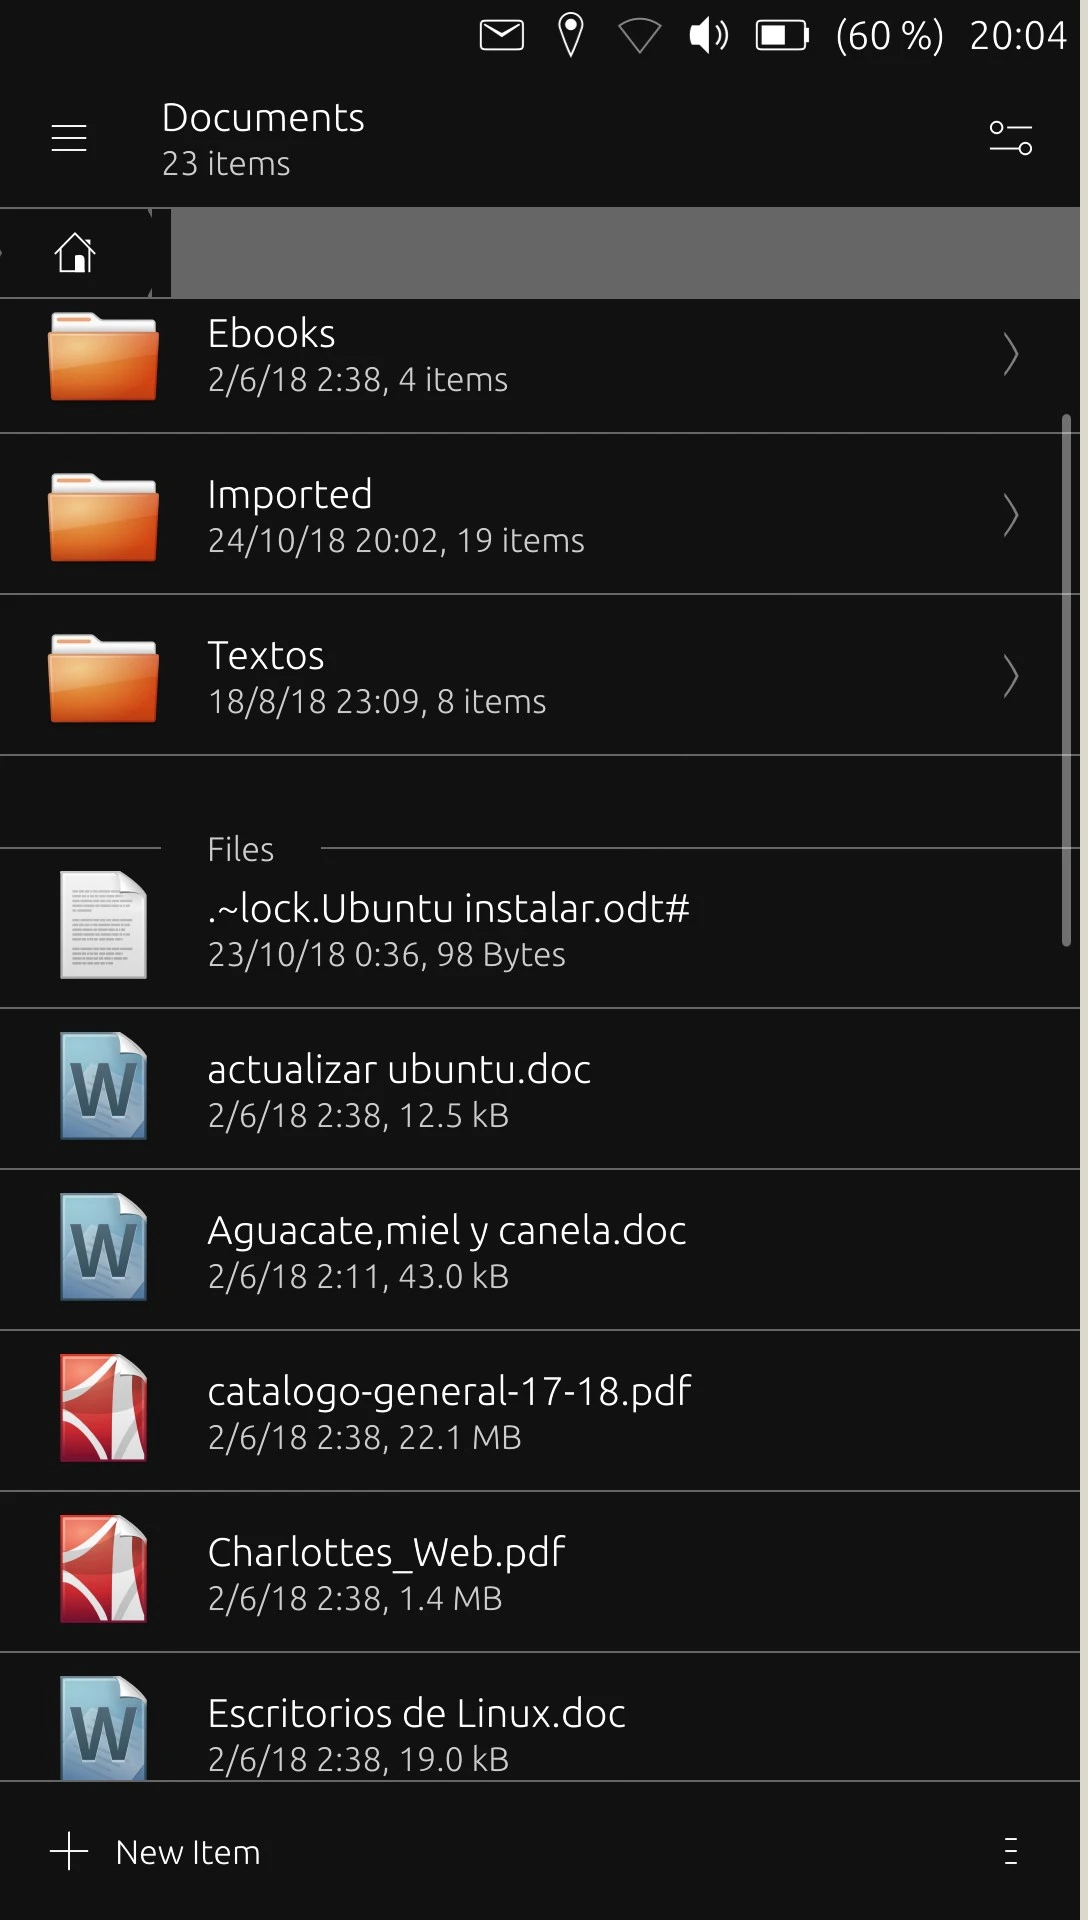 (60 %) 20:04
Documents
23 items
Ebooks
2/6/18 2:38, 4 items
Imported
24/10/18 20:02, 19 items
Textos
18/8/18 23:09, 8 items
Files
.~lock.Ubuntu instalar.odt#
23/10/18 0:36, 98 Bytes
W
actualizar ubuntu.doc
2/6/18 2:38, 12.5 kB
W
Aguacate,miel y canela.doc
2/6/18 2:11, 43.0 kB
catalogo-general-17-18.pdf
2/6/18 2:38, 22.1 MB
Charlottes_Web.pdf
2/6/18 2:38, 1.4 MB
W
Escritorios de Linux.doc
2/6/18 2:38, 19.0 kB
New Item